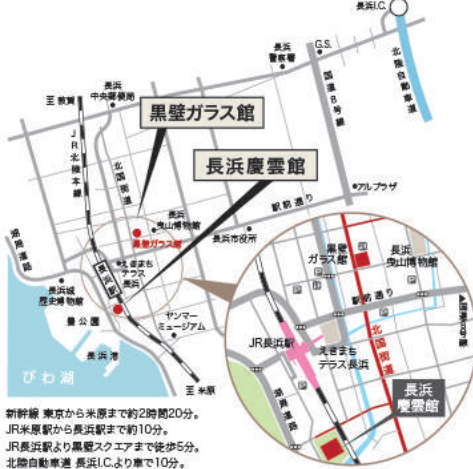 長浜I.C.
北陸自動車道
G.S.
長浜
警察署
国道8号線
至 敦賀
長浜
中央郵便局
黒壁ガラス館
JR北陸本線
北国街道
長浜慶雲館
アルプラザ
駅前通り
長浜
曳山博物館
黒壁ガラス館
長浜市役所
湖周道路
長浜駅
えきまち
テラス
長浜
長浜城
歴史博物館
豊公園
ヤンマー
ミュージアム
長浜港
びわ湖
至 米原
黒壁
ガラス館
長浜
曳山博物館
駅前通り
北国街道
JR長浜駅
えきまち
テラス長浜
湖周道路
長浜
慶雲館
新幹線 東京から米原まで約2時間20分。
JR米原駅から長浜駅まで約10分。
JR長浜駅より黒壁スクエアまで徒歩5分。
北陸自動車道 長浜I.C.より車で10分。